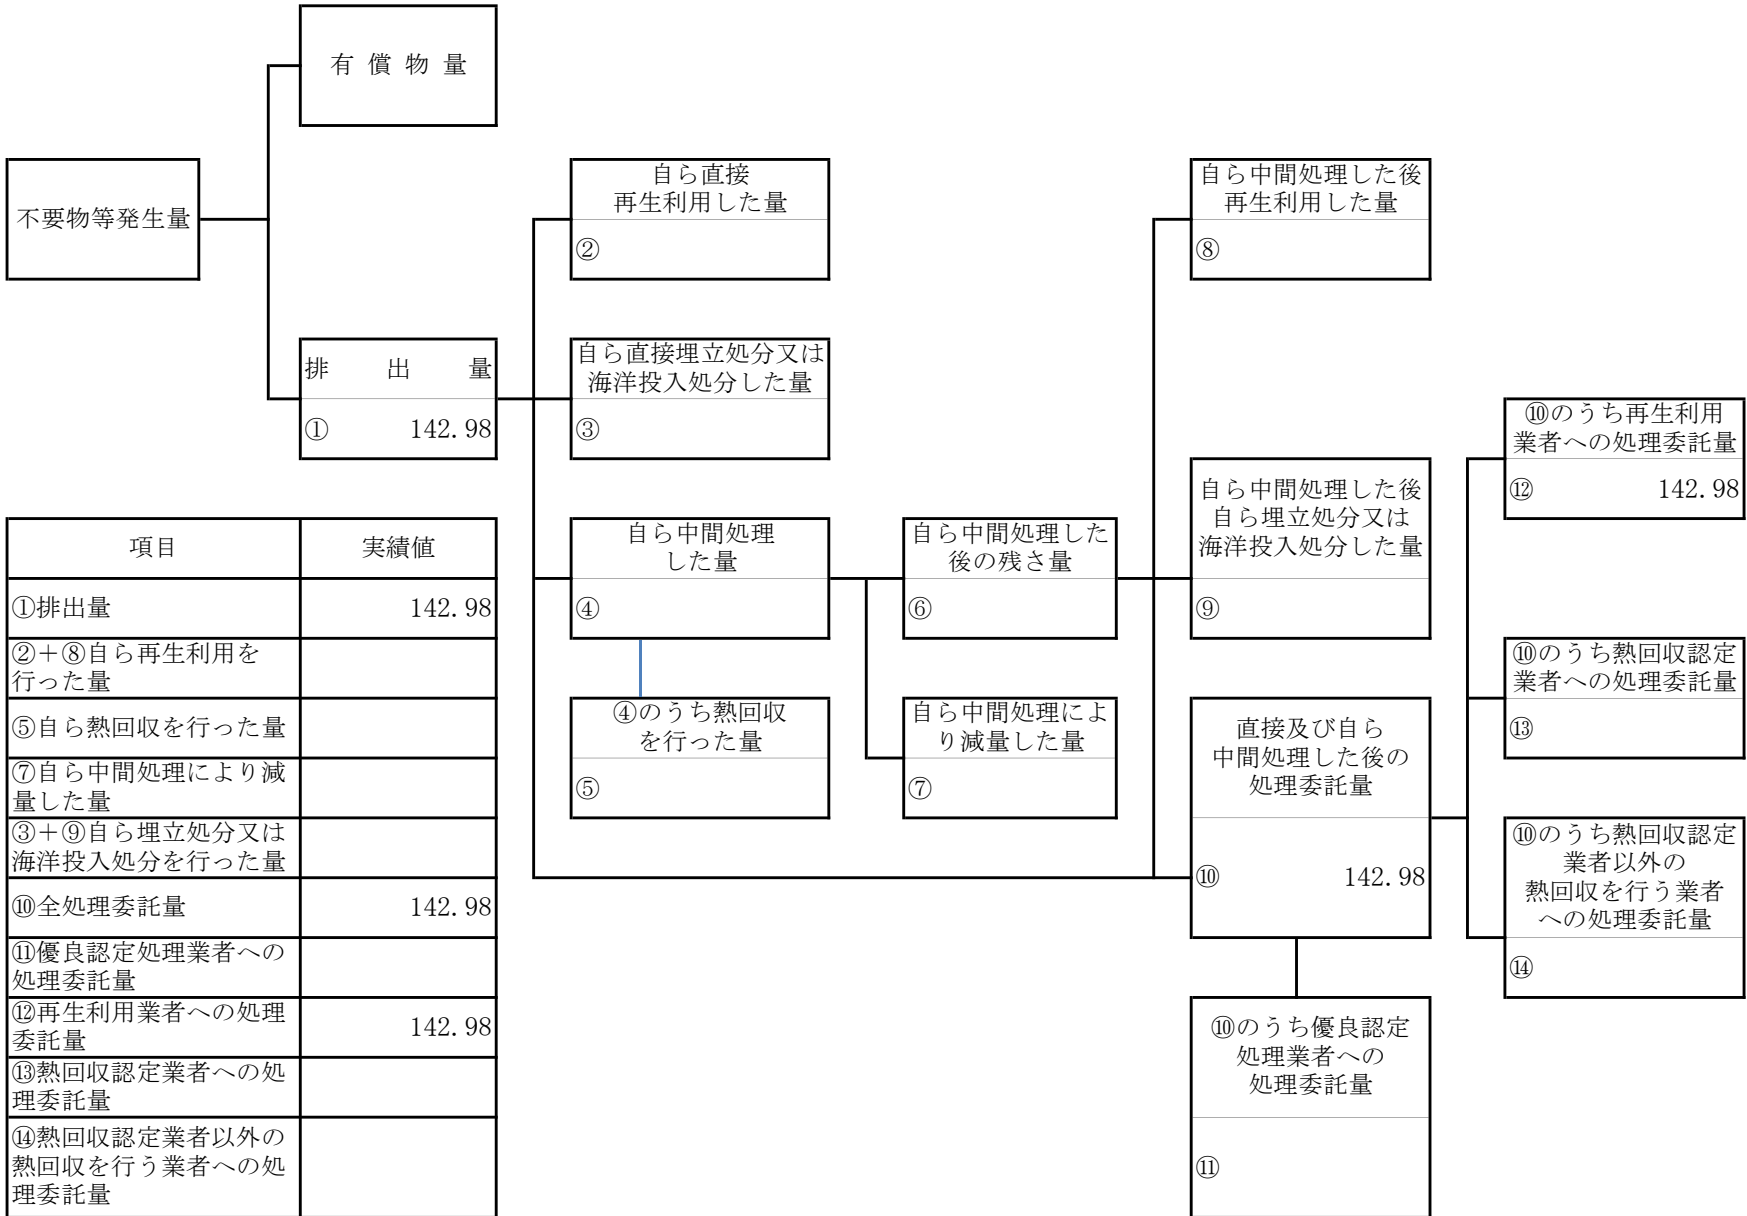 有 償 物 量
不要物等発生量
排 出 量
① 142.98
自ら直接
再生利用した量
②
自ら直接埋立処分又は
海洋投入処分した量
③
自ら中間処理
した量
④
④のうち熱回収
を行った量
⑤
自ら中間処理した
後の残さ量
⑥
自ら中間処理によ
り減量した量
⑦
自ら中間処理した後
再生利用した量
⑧
自ら中間処理した後
自ら埋立処分又は
海洋投入処分した量
⑨
直接及び自ら
中間処理した後の
処理委託量
⑩ 142.98
⑩のうち優良認定
処理業者への
処理委託量
⑪
⑩のうち再生利用
業者への処理委託量
⑫ 142.98
⑩のうち熱回収認定
業者への処理委託量
⑬
⑩のうち熱回収認定
業者以外の
熱回収を行う業者
への処理委託量
⑭
項目 実績値
①排出量 142.98
②＋⑧自ら再生利用を
行った量
⑤自ら熱回収を行った量
⑦自ら中間処理により減
量した量
③＋⑨自ら埋立処分又は
海洋投入処分を行った量
⑩全処理委託量 142.98
⑪優良認定処理業者への
処理委託量
⑫再生利用業者への処理
委託量 142.98
⑬熱回収認定業者への処
理委託量
⑭熱回収認定業者以外の
熱回収を行う業者への処
理委託量